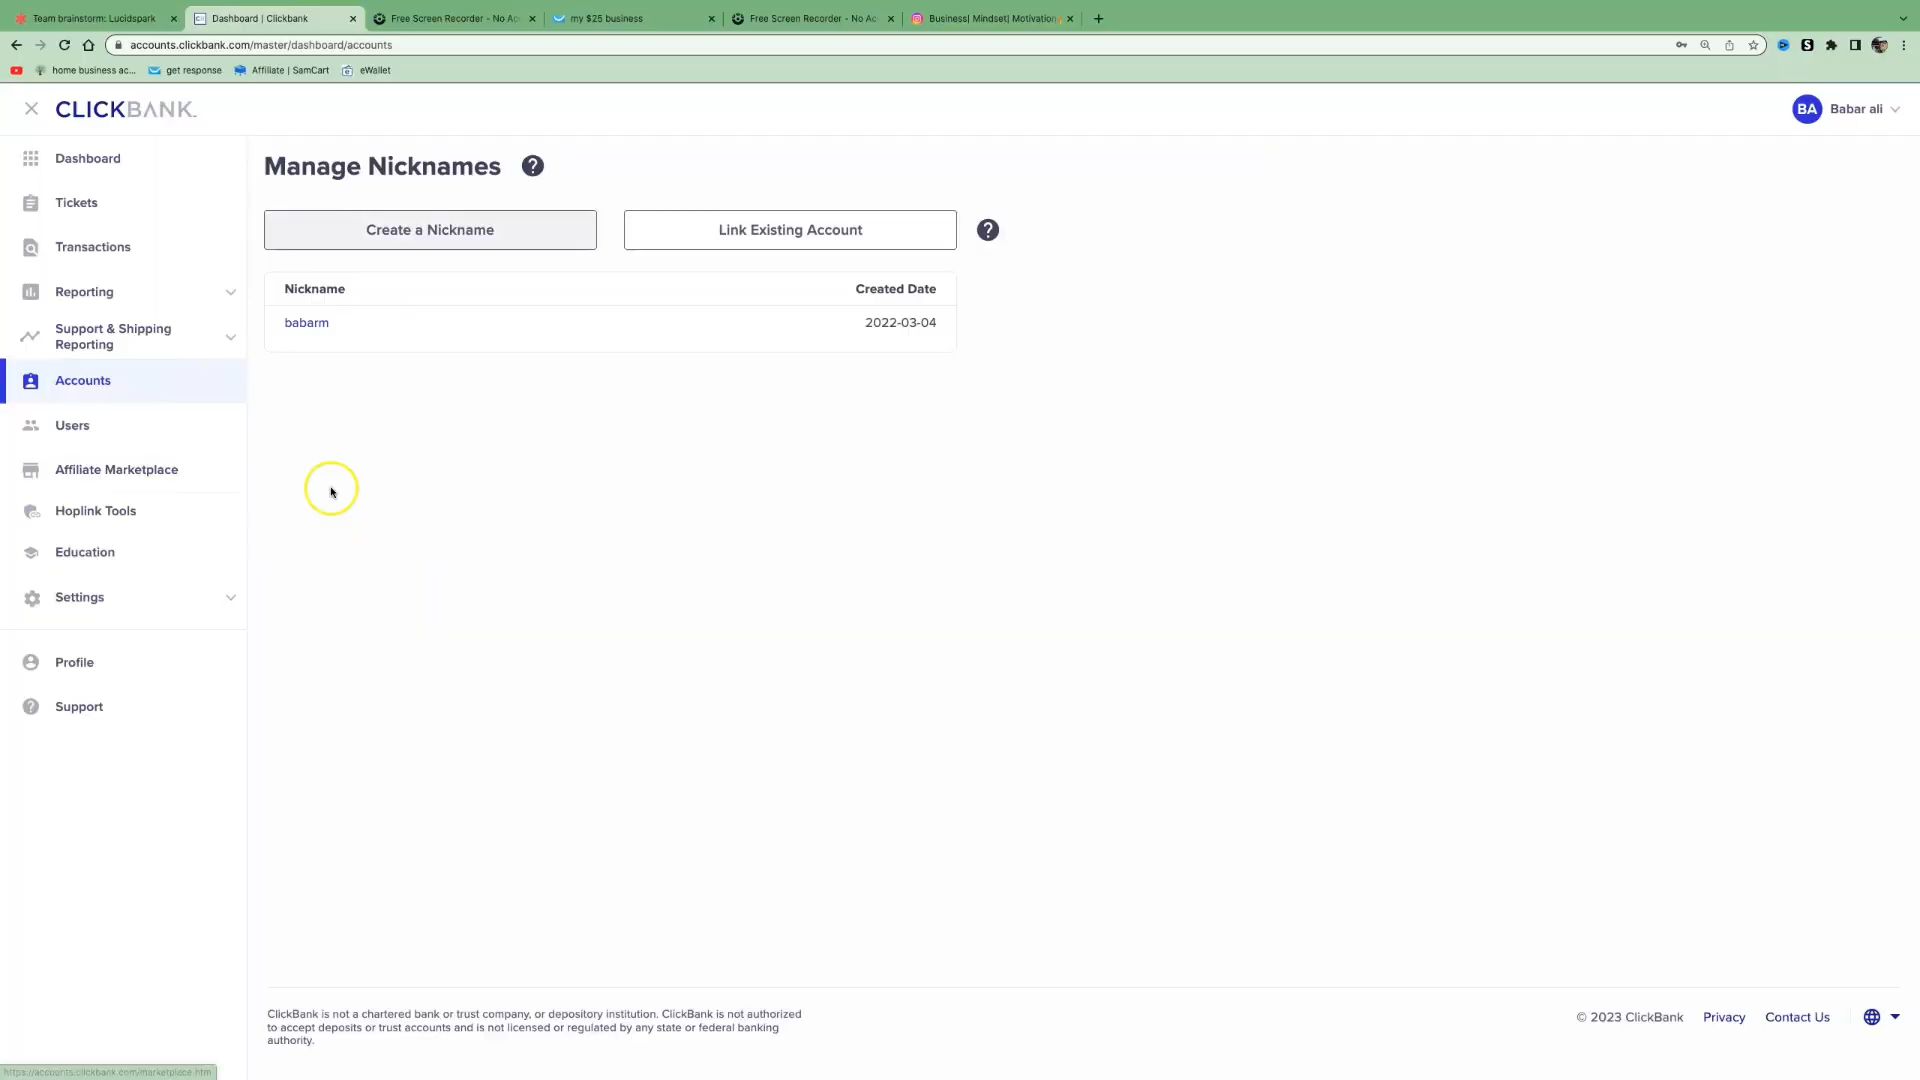 Team brainstorm: Lucidspark
Dashboard | Clickbank
Free Screen Recorder - No Ac
my $25 business
Free Screen Recorder - No Ac
Business| Mindset| Motivation
accounts.clickbank.com/master/dashboard/accounts
home business ac...
get response
Affiliate | SamCart
eWallet
CLICKBANK.
BA
Babar ali
Dashboard
Tickets
Transactions
Reporting
Support & Shipping
Reporting
Accounts
Users
Affiliate Marketplace
Hoplink Tools
Education
Settings
Profile
Support
Manage Nicknames ?
Create a Nickname
Link Existing Account
?
Nickname
Created Date
babarm
2022-03-04
ClickBank is not a chartered bank or trust company, or depository institution. ClickBank is not authorized
to accept deposits or trust accounts and is not licensed or regulated by any state or federal banking
authority.
© 2023 ClickBank
Privacy
Contact Us
https://accounts.clickbank.com/marketplace.htm